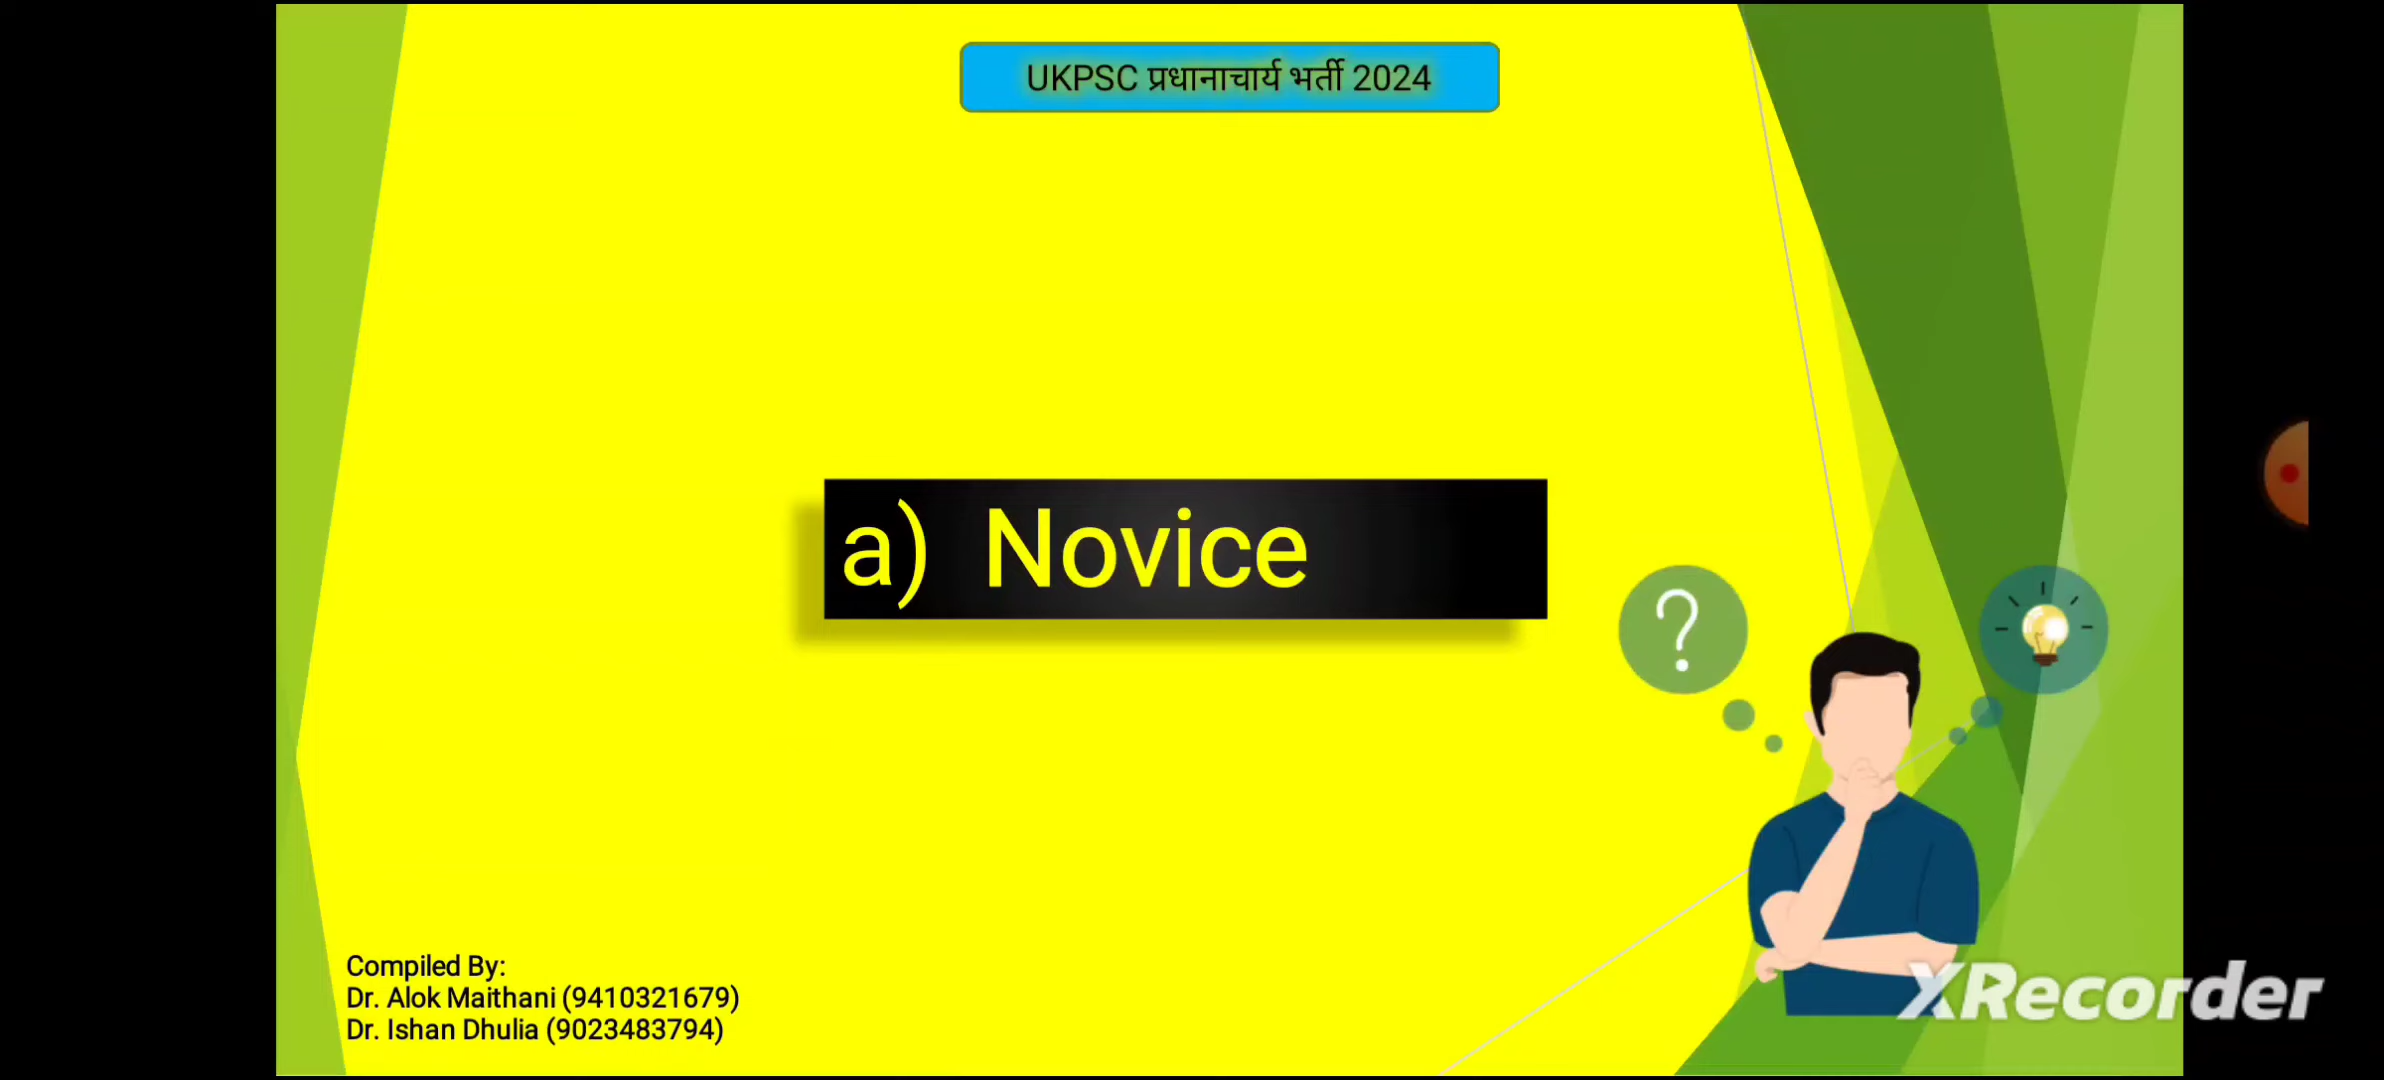 UKPSC प्रधानाचार्य भर्ती 2024
a) Novice
?
Compiled By:
Dr. Alok Maithani (9410321679)
Dr. Ishan Dhulia (9023483794)
XRecorder